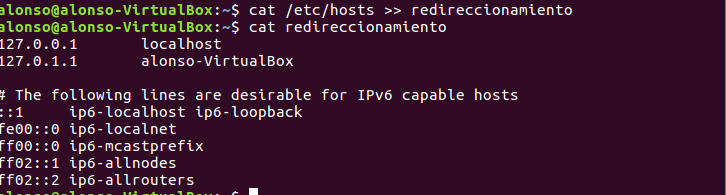 alonso@alonso-VirtualBox:~$ cat /etc/hosts >> redireccionamiento
alonso@alonso-VirtualBox:~$ cat redireccionamiento
127.0.0.1 localhost
127.0.1.1 alonso-VirtualBox
# The following lines are desirable for IPv6 capable hosts
::1 ip6-localhost ip6-loopback
fe00::0 ip6-localnet
ff00::0 ip6-mcastprefix
ff02::1 ip6-allnodes
ff02::2 ip6-allrouters
alonso@alonso-VirtualBox:~$